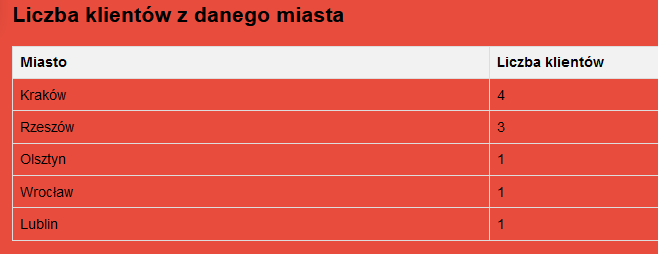 Liczba klientów z danego miasta
Miasto Liczba klientów
Kraków 4
Rzeszów 3
Olsztyn 1
Wrocław 1
Lublin 1